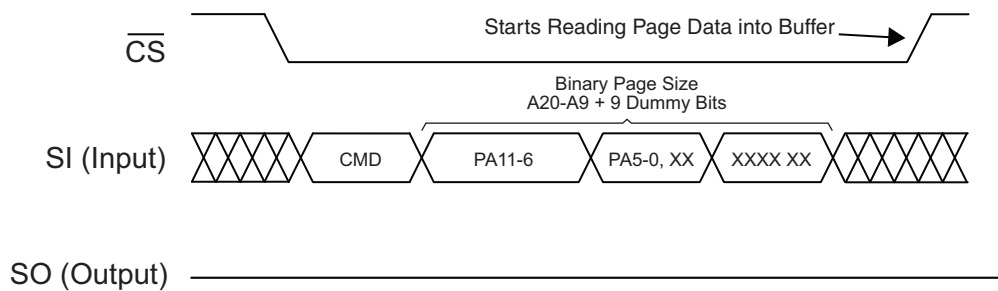 Starts Reading Page Data into Buffer
CS
Binary Page Size
A20-A9 + 9 Dummy Bits
SI (Input)
CMD
PA11-6
PA5-0, XX
XXXX XX
SO (Output)